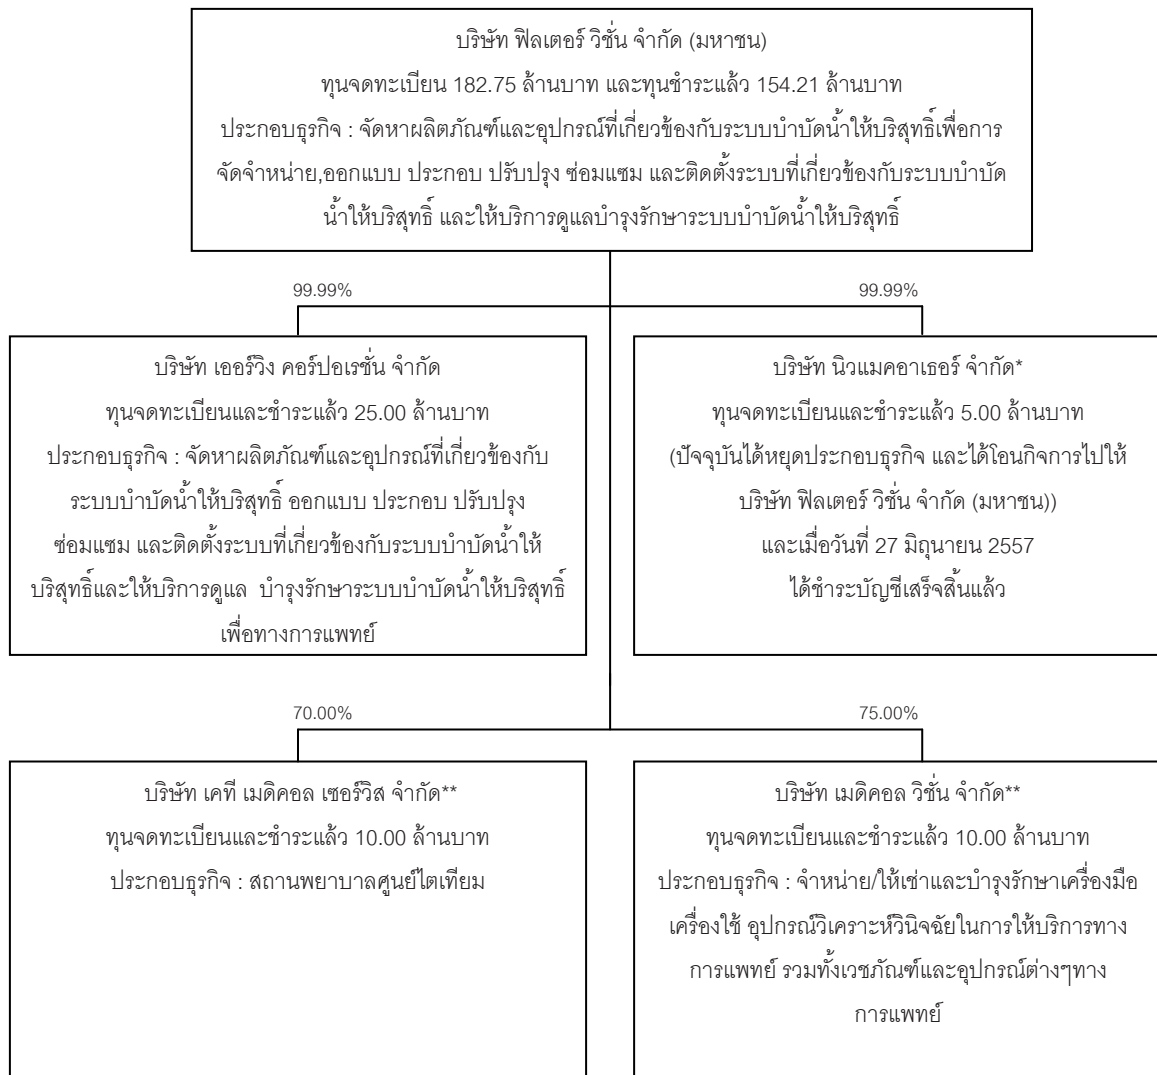 บริษัท ฟิลเตอร์ วิชั่น จำกัด (มหาชน)
ทุนจดทะเบียน 182.75 ล้านบาท และทุนชำระแล้ว 154.21 ล้านบาท
ประกอบธุรกิจ : จัดหาผลิตภัณฑ์และอุปกรณ์ที่เกี่ยวข้องกับระบบบำบัดน้ำให้บริสุทธิ์เพื่อการ
จัดจำหน่าย,ออกแบบ ประกอบ ปรับปรุง ซ่อมแซม และติดตั้งระบบที่เกี่ยวข้องกับระบบบำบัด
น้ำให้บริสุทธิ์ และให้บริการดูแลบำรุงรักษาระบบบำบัดน้ำให้บริสุทธิ์
99.99%
99.99%
บริษัท เออร์วิง คอร์ปอเรชั่น จำกัด
ทุนจดทะเบียนและชำระแล้ว 25.00 ล้านบาท
ประกอบธุรกิจ : จัดหาผลิตภัณฑ์และอุปกรณ์ที่เกี่ยวข้องกับ
ระบบบำบัดน้ำให้บริสุทธิ์ ออกแบบ ประกอบ ปรับปรุง
ซ่อมแซม และติดตั้งระบบที่เกี่ยวข้องกับระบบบำบัดน้ำให้
บริสุทธิ์และให้บริการดูแล บำรุงรักษาระบบบำบัดน้ำให้บริสุทธิ์
เพื่อทางการแพทย์
บริษัท นิวแมคอาเธอร์ จำกัด*
ทุนจดทะเบียนและชำระแล้ว 5.00 ล้านบาท
(ปัจจุบันได้หยุดประกอบธุรกิจ และได้โอนกิจการไปให้
บริษัท ฟิลเตอร์ วิชั่น จำกัด (มหาชน))
และเมื่อวันที่ 27 มิถุนายน 2557
ได้ชำระบัญชีเสร็จสิ้นแล้ว
70.00%
75.00%
บริษัท เคที เมดิคอล เซอร์วิส จำกัด**
ทุนจดทะเบียนและชำระแล้ว 10.00 ล้านบาท
ประกอบธุรกิจ : สถานพยาบาลศูนย์ไตเทียม
บริษัท เมดิคอล วิชั่น จำกัด**
ทุนจดทะเบียนและชำระแล้ว 10.00 ล้านบาท
ประกอบธุรกิจ : จำหน่าย/ให้เช่าและบำรุงรักษาเครื่องมือ
เครื่องใช้ อุปกรณ์วิเคราะห์วินิจฉัยในการให้บริการทาง
การแพทย์ รวมทั้งเวชภัณฑ์และอุปกรณ์ต่างๆทาง
การแพทย์